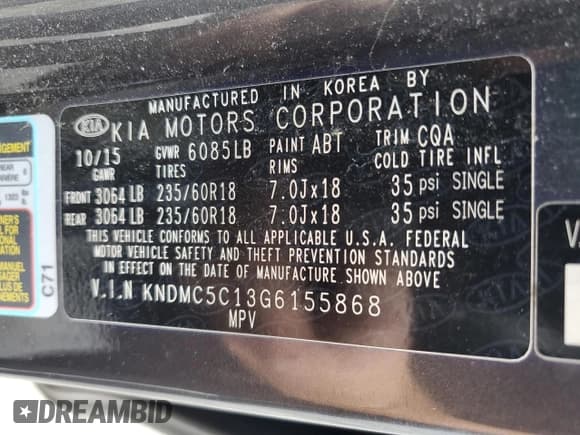 MANUFACTURED IN KOREA BY
KIA KIA MOTORS CORPORATION
10/15 GVWR 6085LB PAINT ABT TRIM CQA
GAWR TIRES RIMS COLD TIRE INFL
FRONT 3064 LB 235/60R18 7.0Jx18 35 psi SINGLE
REAR 3064 LB 235/60R18 7.0Jx18 35 psi SINGLE
THIS VEHICLE CONFORMS TO ALL APPLICABLE U.S.A. FEDERAL
MOTOR VEHICLE SAFETY AND THEFT PREVENTION STANDARDS
IN EFFECT ON THE DATE OF MANUFACTURE SHOWN ABOVE.
V.I.N KNDMC5C13G6155868
MPV
C71
DREAMBID